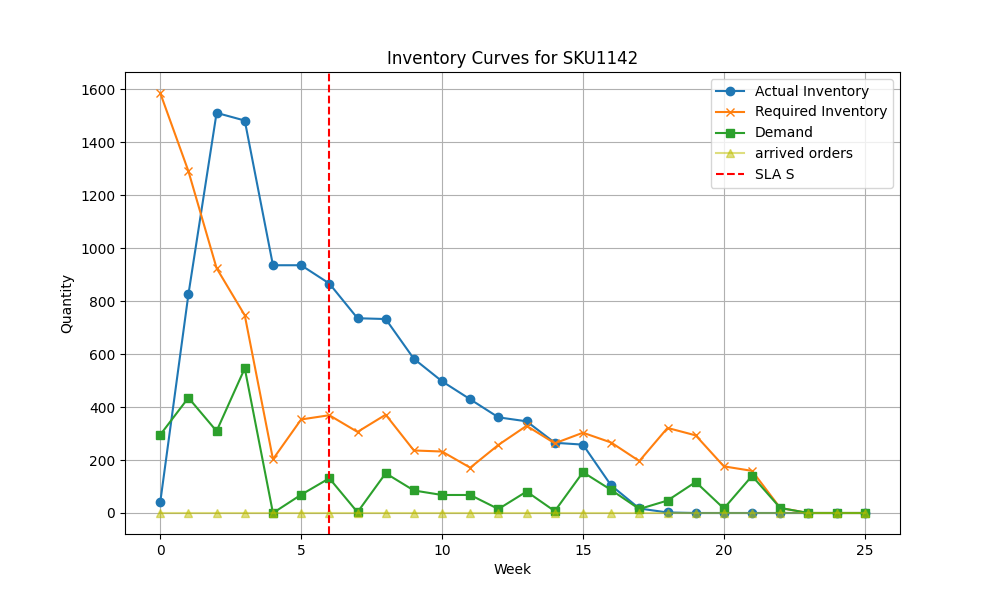 Inventory Curves for SKU1142
Actual Inventory
Required Inventory
Demand
arrived orders
SLA S
Quantity
1600
1400
1200
1000
800
600
400
200
0
0 5 10 15 20 25
Week